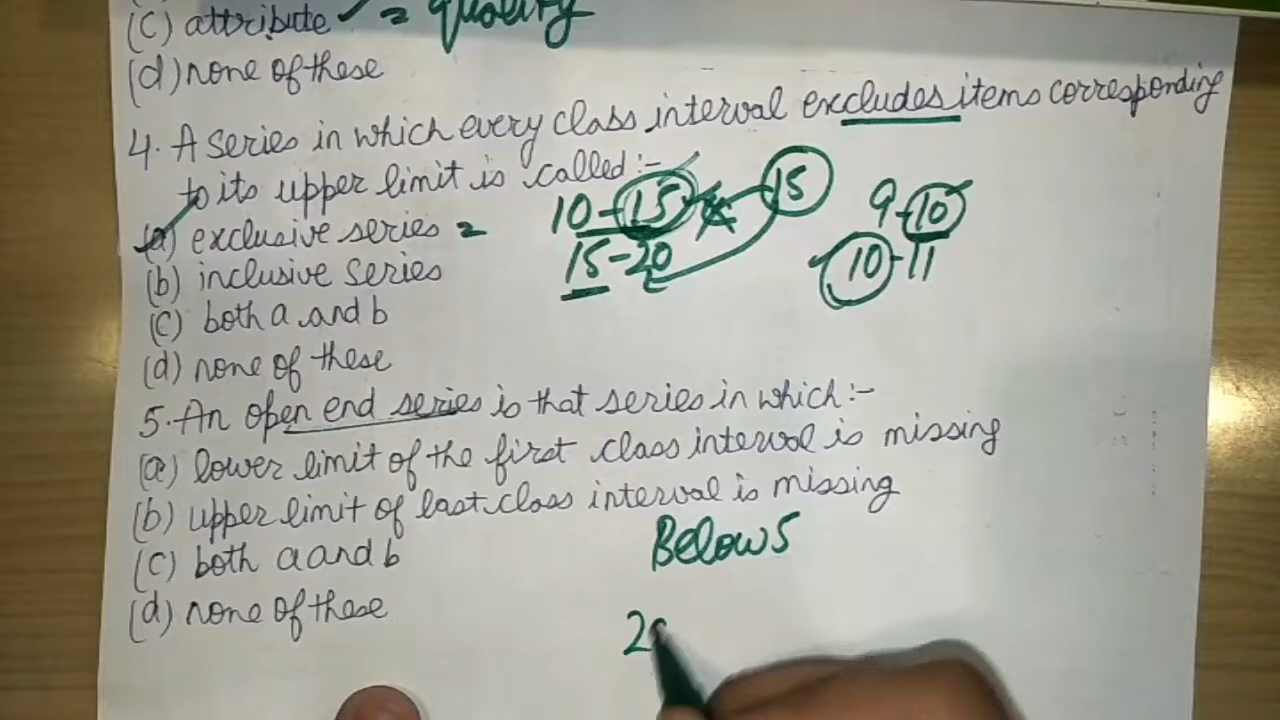 (c) attribute ✓ = quality
(d) none of these
4. A series in which every class interval excludes items corresponding
to its upper limit is called:-
(a) exclusive series =
10-15 15
15-20
9-10
10-11
(b) inclusive series
(c) both a and b
(d) none of these
5. An open end series is that series in which:-
(a) lower limit of the first class interval is missing
(b) upper limit of last class interval is missing
Below 5
(c) both a and b
(d) none of these